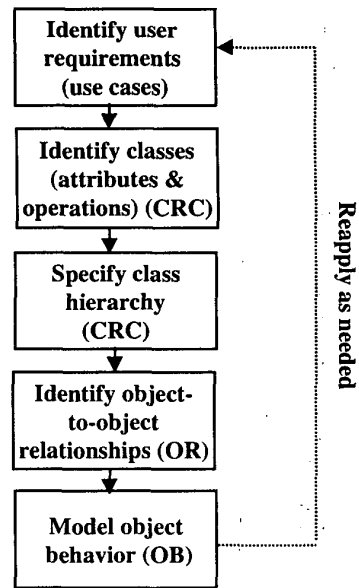 Identify user
requirements
(use cases)
Identify classes
(attributes &
operations) (CRC)
Specify class
hierarchy
(CRC)
Identify object-
to-object
relationships (OR)
Model object
behavior (OB)
Reapply as needed